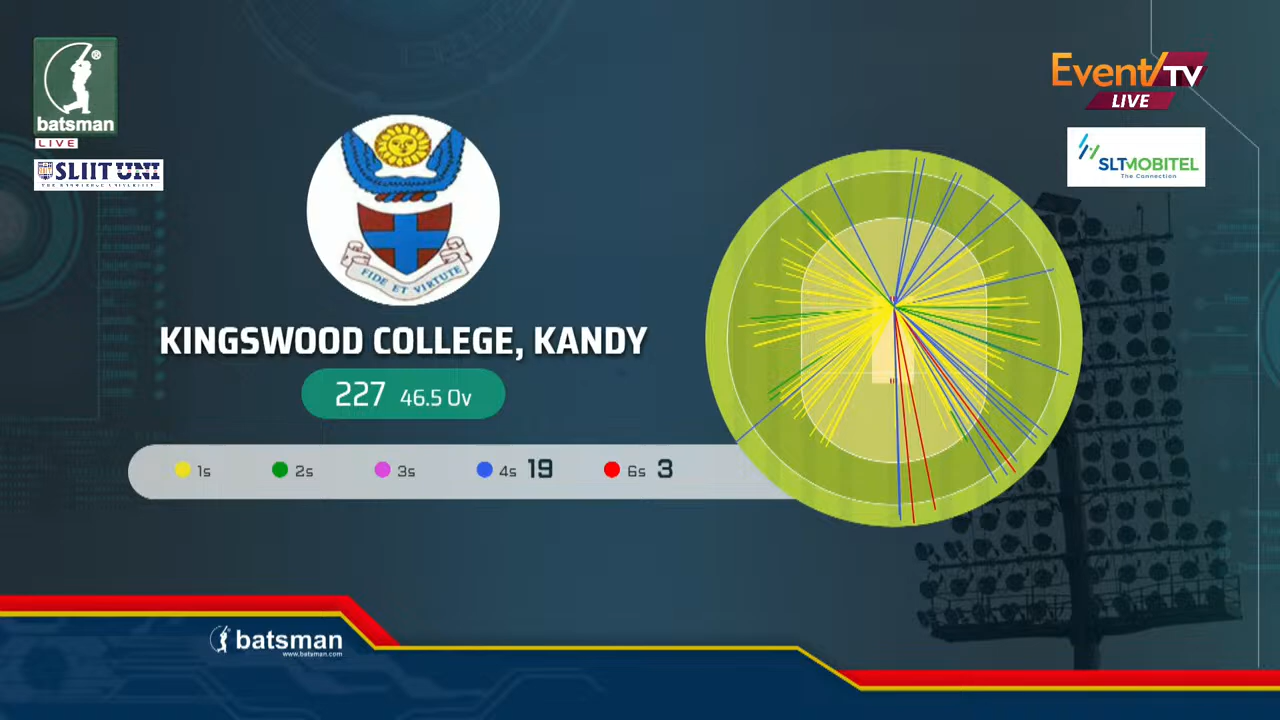 batsman
LIVE
SLIIT UNI
Event TV
LIVE
SLTMOBITEL
The Connection
FIDE ET VIRTUTE
KINGSWOOD COLLEGE, KANDY
227 46.5 Ov
1s 2s 3s 4s 19 6s 3
batsman
www.batsman.com